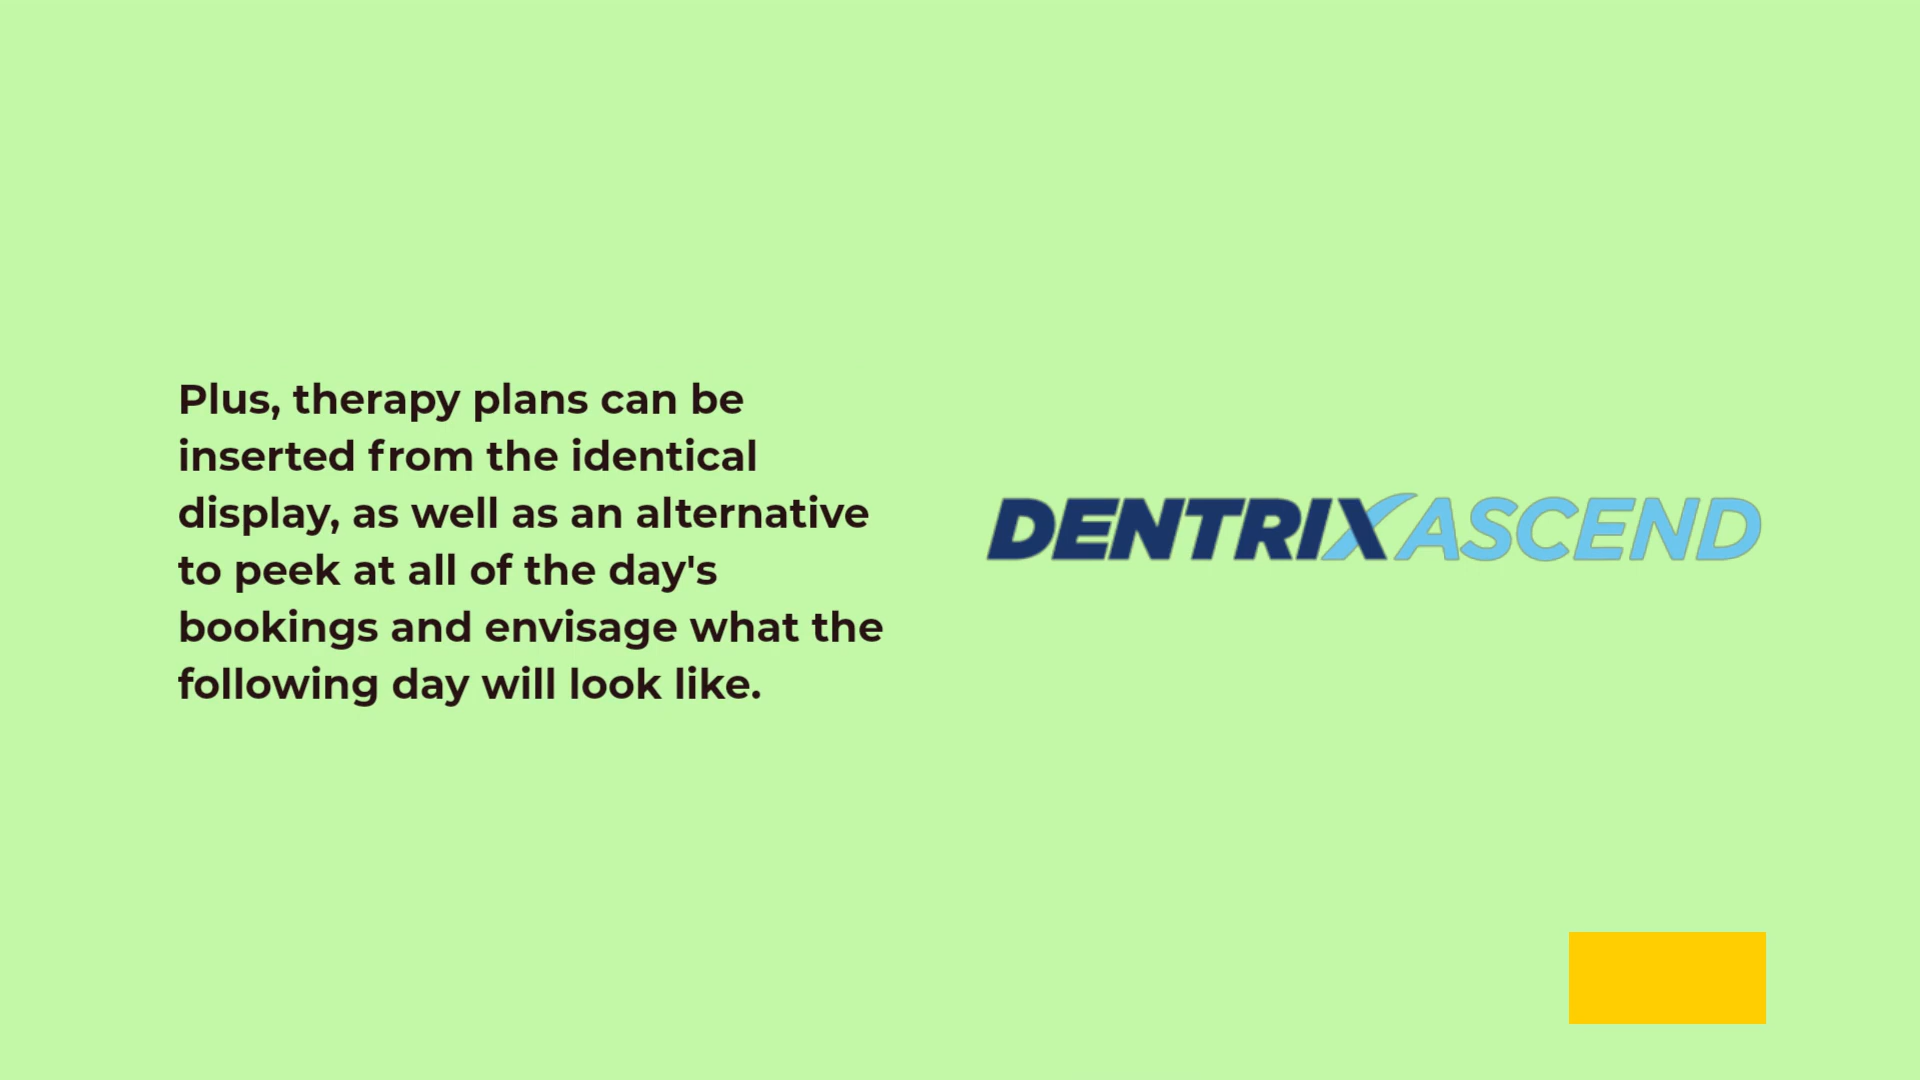 Plus, therapy plans can be
inserted from the identical
display, as well as an alternative
to peek at all of the day's
bookings and envisage what the
following day will look like.
DENTRIX ASCEND